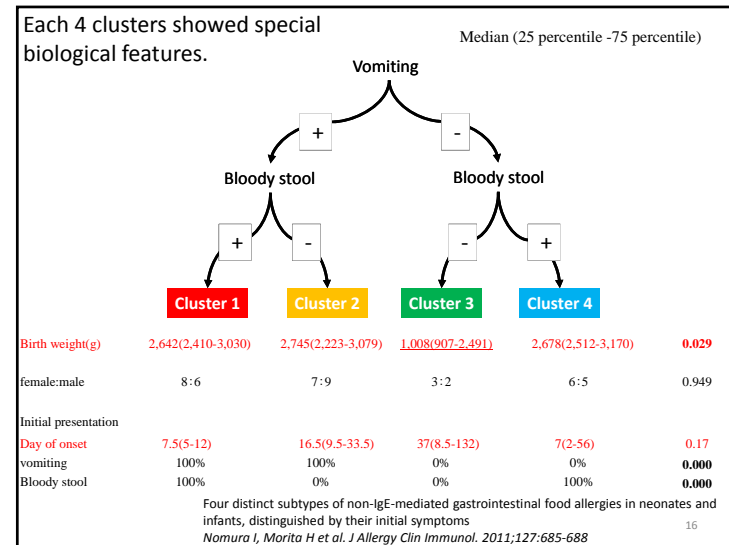 Each 4 clusters showed special
biological features.
Median (25 percentile -75 percentile)
Vomiting
+ -
Bloody stool Bloody stool
+ - - +
Cluster 1 Cluster 2 Cluster 3 Cluster 4
Birth weight(g) 2,642(2,410-3,030) 2,745(2,223-3,079) 1,008(907-2,491) 2,678(2,512-3,170) 0.029
female:male 8:6 7:9 3:2 6:5 0.949
Initial presentation
Day of onset 7.5(5-12) 16.5(9.5-33.5) 37(8.5-132) 7(2-56) 0.17
vomiting 100% 100% 0% 0% 0.000
Bloody stool 100% 0% 0% 100% 0.000
Four distinct subtypes of non-IgE-mediated gastrointestinal food allergies in neonates and
infants, distinguished by their initial symptoms
Nomura I, Morita H et al. J Allergy Clin Immunol. 2011;127:685-688
16